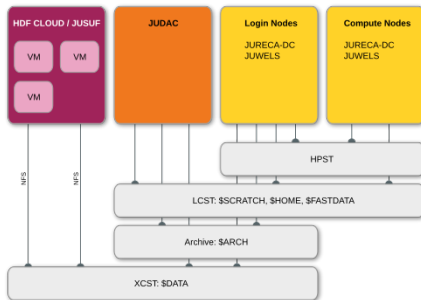 HDF CLOUD / JUSUF
VM
VM
VM
JUDAC
Login Nodes
JURECA-DC
JUWELS
Compute Nodes
JURECA-DC
JUWELS
NFS
NFS
HPST
LCST: $SCRATCH, $HOME, $FASTDATA
Archive: $ARCH
XCST: $DATA